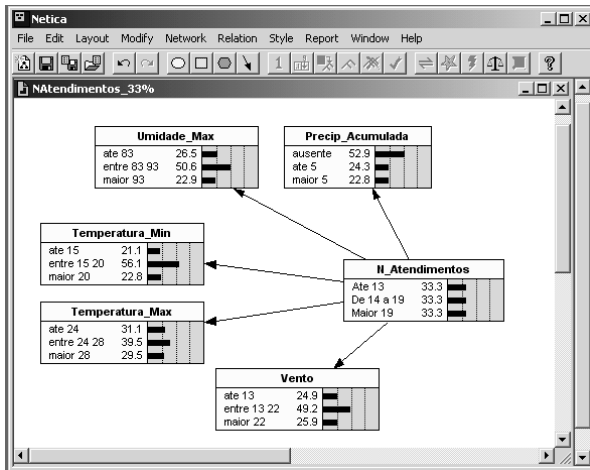 Netica
File Edit Layout Modify Network Relation Style Report Window Help
1
?
NAtendimentos_33%
Umidade_Max
ate 83 26.5
entre 83 93 50.6
maior 93 22.9
Precip_Acumulada
ausente 52.9
ate 5 24.3
maior 5 22.8
Temperatura_Min
ate 15 21.1
entre 15 20 56.1
maior 20 22.8
N_Atendimentos
Ate 13 33.3
De 14 a 19 33.3
Maior 19 33.3
Temperatura_Max
ate 24 31.1
entre 24 28 39.5
maior 28 29.5
Vento
ate 13 24.9
entre 13 22 49.2
maior 22 25.9